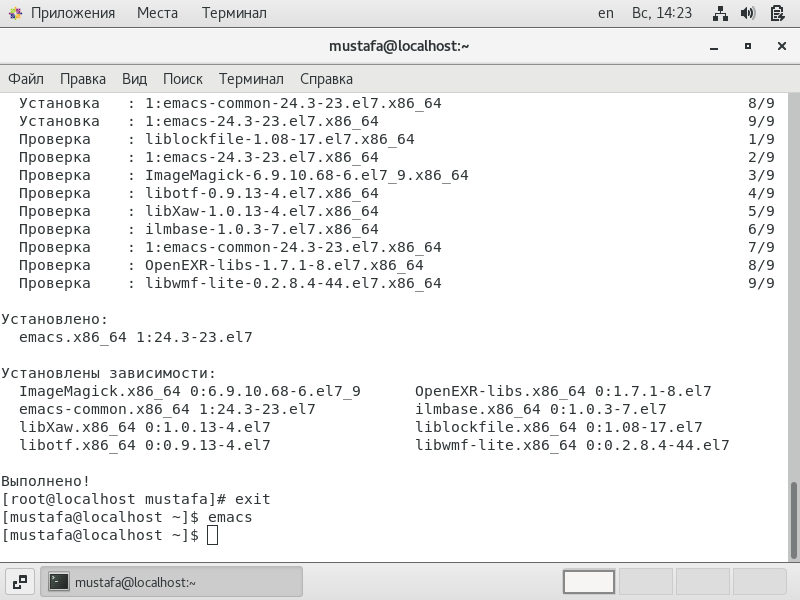 Приложения Места Терминал en Вс, 14:23
mustafa@localhost:~
Файл Правка Вид Поиск Терминал Справка
Установка : 1:emacs-common-24.3-23.el7.x86_64 8/9
Установка : 1:emacs-24.3-23.el7.x86_64 9/9
Проверка : liblockfile-1.08-17.el7.x86_64 1/9
Проверка : 1:emacs-24.3-23.el7.x86_64 2/9
Проверка : ImageMagick-6.9.10.68-6.el7_9.x86_64 3/9
Проверка : libotf-0.9.13-4.el7.x86_64 4/9
Проверка : libXaw-1.0.13-4.el7.x86_64 5/9
Проверка : ilmbase-1.0.3-7.el7.x86_64 6/9
Проверка : 1:emacs-common-24.3-23.el7.x86_64 7/9
Проверка : OpenEXR-libs-1.7.1-8.el7.x86_64 8/9
Проверка : libwmf-lite-0.2.8.4-44.el7.x86_64 9/9
Установлено:
emacs.x86_64 1:24.3-23.el7
Установлены зависимости:
ImageMagick.x86_64 0:6.9.10.68-6.el7_9 OpenEXR-libs.x86_64 0:1.7.1-8.el7
emacs-common.x86_64 1:24.3-23.el7 ilmbase.x86_64 0:1.0.3-7.el7
libXaw.x86_64 0:1.0.13-4.el7 liblockfile.x86_64 0:1.08-17.el7
libotf.x86_64 0:0.9.13-4.el7 libwmf-lite.x86_64 0:0.2.8.4-44.el7
Выполнено!
[root@localhost mustafa]# exit
[mustafa@localhost ~]$ emacs
[mustafa@localhost ~]$
mustafa@localhost:~